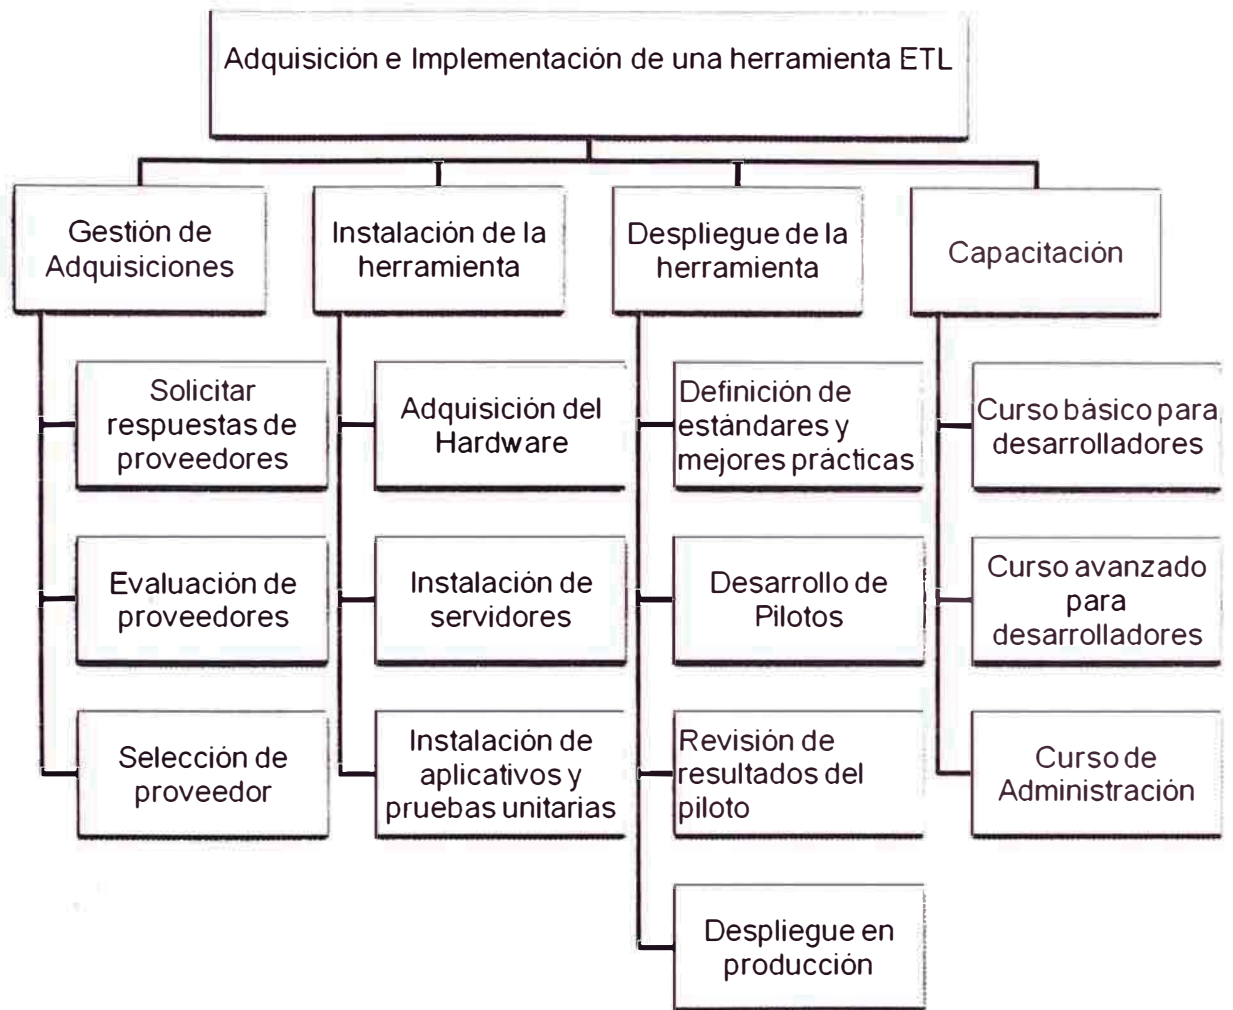 Adquisición e Implementación de una herramienta ETL
Gestión de
Adquisiciones
Instalación de la
herramienta
Despliegue de la
herramienta
Capacitación
Solicitar
respuestas de
proveedores
Adquisición del
Hardware
Definición de
estándares y
mejores prácticas
Curso básico para
desarrolladores
Evaluación de
proveedores
Instalación de
servidores
Desarrollo de
Pilotos
Curso avanzado
para
desarrolladores
Selección de
proveedor
Instalación de
aplicativos y
pruebas unitarias
Revisión de
resultados del
piloto
Curso de
Administración
Despliegue en
producción